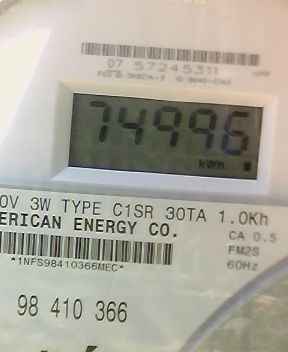 07 57245311
74996
kWh
0V 3W TYPE C1SR 30TA 1.0Kh
ERICAN ENERGY CO.
CA 0.5
FM2S
60Hz
*1NFS98410366MEC*
98 410 366